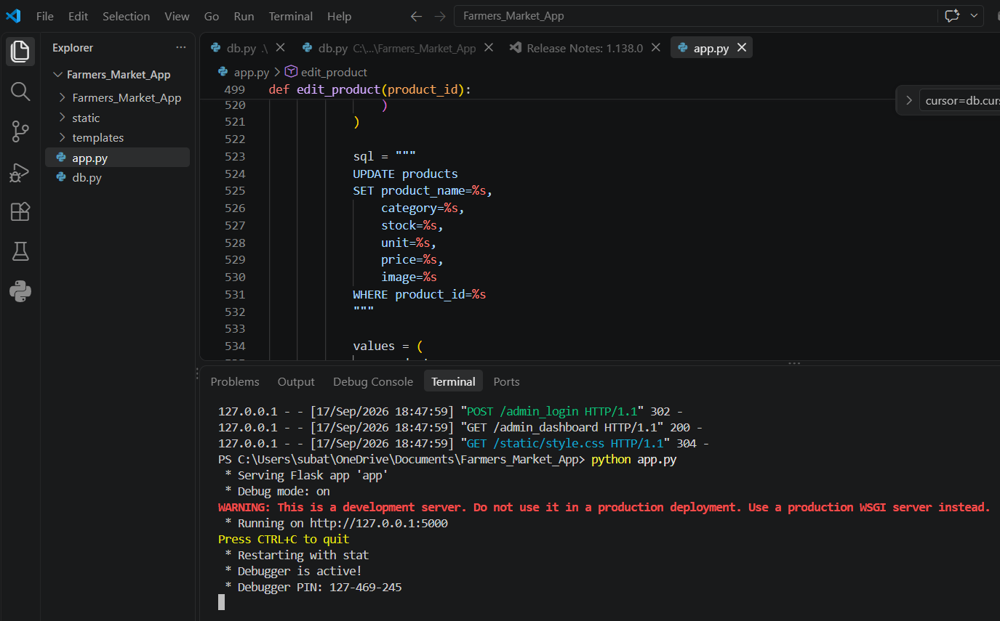 File Edit Selection View Go Run Terminal Help
Farmers_Market_App
Explorer
Farmers_Market_App
Farmers_Market_App
static
templates
app.py
db.py
db.py .\
db.py C:\...\Farmers_Market_App
Release Notes: 1.138.0
app.py
app.py > edit_product
cursor=db.curs
499 def edit_product(product_id):
520 )
521 )
522
523 sql = """
524 UPDATE products
525 SET product_name=%s,
526 category=%s,
527 stock=%s,
528 unit=%s,
529 price=%s,
530 image=%s
531 WHERE product_id=%s
532 """
533
534 values = (
Problems Output Debug Console Terminal Ports
127.0.0.1 - - [17/Sep/2026 18:47:59] "POST /admin_login HTTP/1.1" 302 -
127.0.0.1 - - [17/Sep/2026 18:47:59] "GET /admin_dashboard HTTP/1.1" 200 -
127.0.0.1 - - [17/Sep/2026 18:47:59] "GET /static/style.css HTTP/1.1" 304 -
PS C:\Users\subat\OneDrive\Documents\Farmers_Market_App> python app.py
* Serving Flask app 'app'
* Debug mode: on
WARNING: This is a development server. Do not use it in a production deployment. Use a production WSGI server instead.
* Running on http://127.0.0.1:5000
Press CTRL+C to quit
* Restarting with stat
* Debugger is active!
* Debugger PIN: 127-469-245